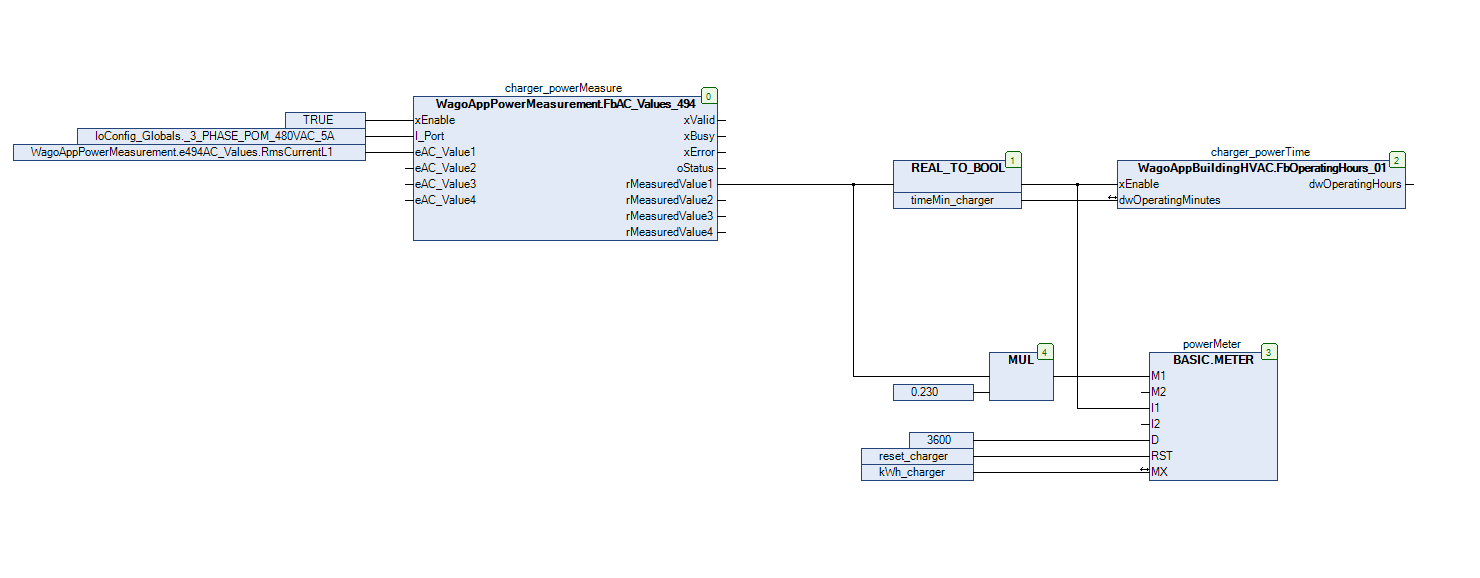 charger_powerMeasure
0
WagoAppPowerMeasurement.FbAC_Values_494
TRUE
xEnable
xValid
IoConfig_Globals._3_PHASE_POM_480VAC_5A
I_Port
xBusy
WagoAppPowerMeasurement.e494AC_Values.RmsCurrentL1
eAC_Value1
xError
eAC_Value2
oStatus
eAC_Value3
rMeasuredValue1
eAC_Value4
rMeasuredValue2
rMeasuredValue3
rMeasuredValue4
1
REAL_TO_BOOL
timeMin_charger
charger_powerTime
2
WagoAppBuildingHVAC.FbOperatingHours_01
xEnable
dwOperatingHours
dwOperatingMinutes
4
MUL
0.230
powerMeter
3
BASIC.METER
M1
M2
I1
I2
3600
D
reset_charger
RST
kWh_charger
MX